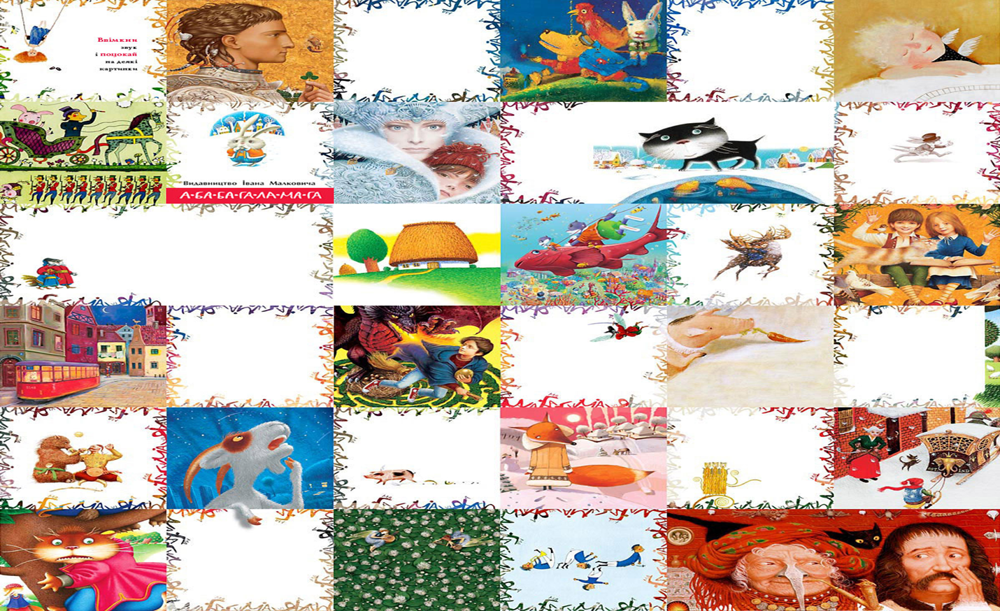 Ввімкни
звук
і поцокай
на деякі
картинки
Видавництво Івана Малковича
А-БА-БА-ГА-ЛА-МА-ГА